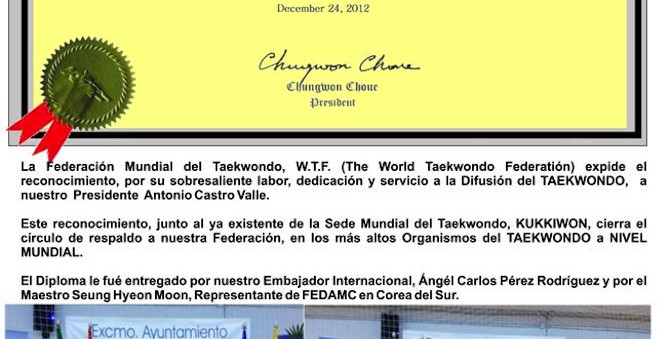 December 24, 2012
Chungwon Choue
Chungwon Choue
President
La Federación Mundial del Taekwondo, W.T.F. (The World Taekwondo Federatión) expide el
reconocimiento, por su sobresaliente labor, dedicación y servicio a la Difusión del TAEKWONDO, a
nuestro Presidente Antonio Castro Valle.
Este reconocimiento, junto al ya existente de la Sede Mundial del Taekwondo, KUKKIWON, cierra el
círculo de respaldo a nuestra Federación, en los más altos Organismos del TAEKWONDO a NIVEL
MUNDIAL.
El Diploma le fué entregado por nuestro Embajador Internacional, Ángél Carlos Pérez Rodríguez y por el
Maestro Seung Hyeon Moon, Representante de FEDAMC en Corea del Sur.
Excmo. Ayuntamiento